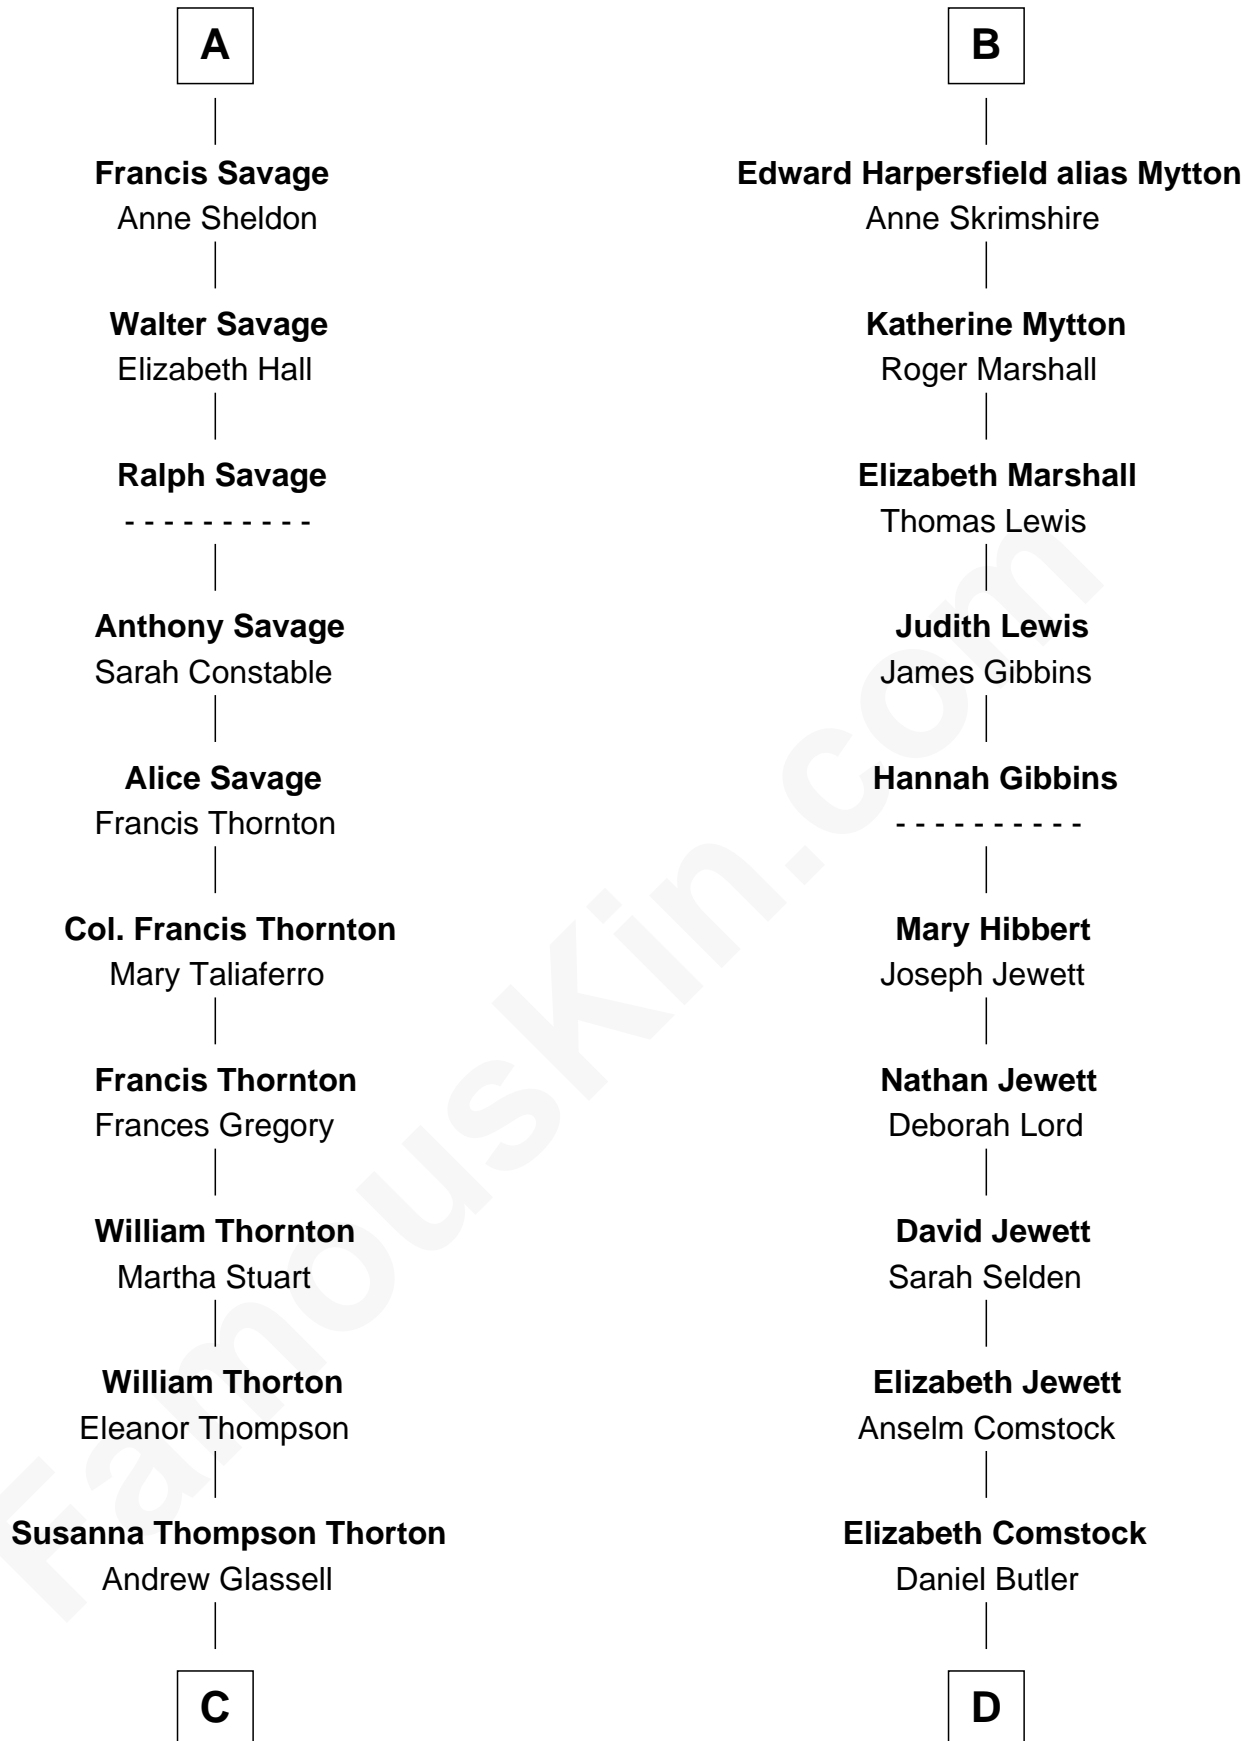 A
Francis Savage
Anne Sheldon
Walter Savage
Elizabeth Hall
Ralph Savage
- - - - - - - - - -
Anthony Savage
Sarah Constable
Alice Savage
Francis Thornton
Col. Francis Thornton
Mary Taliaferro
Francis Thornton
Frances Gregory
William Thornton
Martha Stuart
William Thorton
Eleanor Thompson
Susanna Thompson Thorton
Andrew Glassell
C
B
Edward Harpersfield alias Mytton
Anne Skrimshire
Katherine Mytton
Roger Marshall
Elizabeth Marshall
Thomas Lewis
Judith Lewis
James Gibbins
Hannah Gibbins
- - - - - - - - - -
Mary Hibbert
Joseph Jewett
Nathan Jewett
Deborah Lord
David Jewett
Sarah Selden
Elizabeth Jewett
Anselm Comstock
Elizabeth Comstock
Daniel Butler
D
FamousKin.com